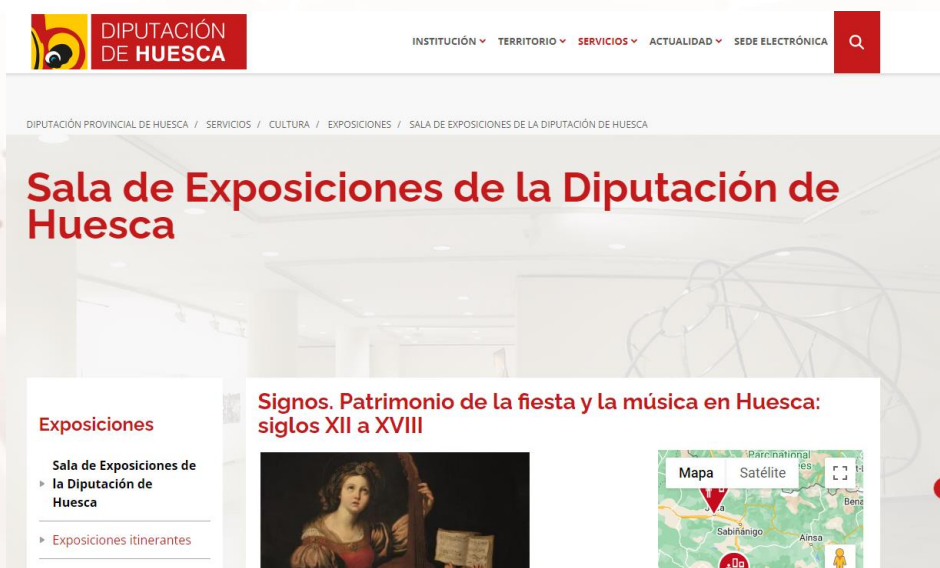 DIPUTACIÓN
DE HUESCA
INSTITUCIÓN TERRITORIO SERVICIOS ACTUALIDAD SEDE ELECTRÓNICA
DIPUTACIÓN PROVINCIAL DE HUESCA / SERVICIOS / CULTURA / EXPOSICIONES / SALA DE EXPOSICIONES DE LA DIPUTACIÓN DE HUESCA
Sala de Exposiciones de la Diputación de
Huesca
Exposiciones
Sala de Exposiciones de
la Diputación de
Huesca
Exposiciones itinerantes
Signos. Patrimonio de la fiesta y la música en Huesca:
siglos XII a XVIII
Parc national
Mapa Satélite
Sabiñánigo
Ainsa